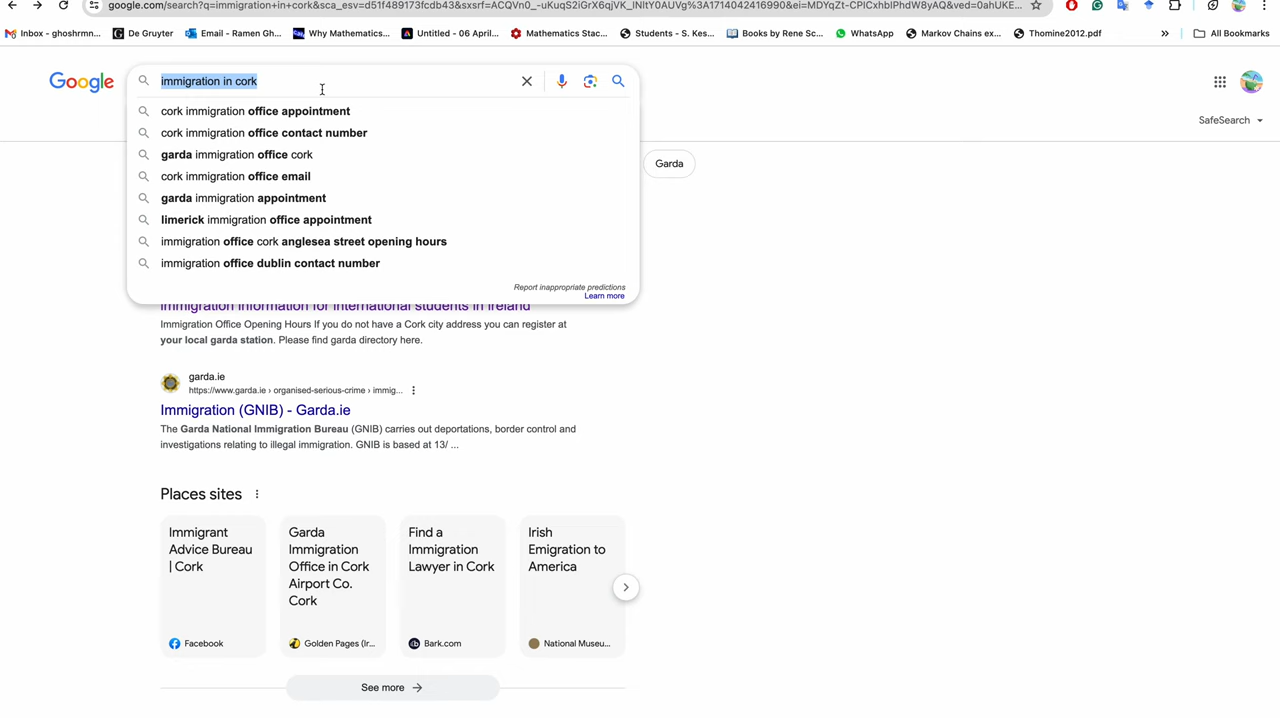 google.com/search?q=immigration+in+cork&sca_esv=d51f489173fcdb43&sxsrf=ACQVn0_-uKuqS2iGrX6qjVK_INltY0AUVg%3A1714042416990&ei=MDYqZt-CPICxhbIPhdW8yAQ&ved=0ahUKE...
Inbox - ghoshrmn...
De Gruyter
Email - Ramen Gh...
Why Mathematics...
Untitled - 06 April...
Mathematics Stac...
Students - S. Kes...
Books by Rene Sc...
WhatsApp
Markov Chains ex...
Thomine2012.pdf
»
All Bookmarks
Google
immigration in cork
cork immigration office appointment
cork immigration office contact number
garda immigration office cork
cork immigration office email
garda immigration appointment
limerick immigration office appointment
immigration office cork anglesea street opening hours
immigration office dublin contact number
Report inappropriate predictions
Learn more
SafeSearch
Garda
Immigration information for international students in Ireland
Immigration Office Opening Hours If you do not have a Cork city address you can register at
your local garda station. Please find garda directory here.
garda.ie
https://www.garda.ie › organised-serious-crime › immig...
Immigration (GNIB) - Garda.ie
The Garda National Immigration Bureau (GNIB) carries out deportations, border control and
investigations relating to illegal immigration. GNIB is based at 13/ ...
Places sites
Immigrant
Advice Bureau
| Cork
Facebook
Garda
Immigration
Office in Cork
Airport Co.
Cork
Golden Pages (Ir...
Find a
Immigration
Lawyer in Cork
Bark.com
Irish
Emigration to
America
National Museu...
See more